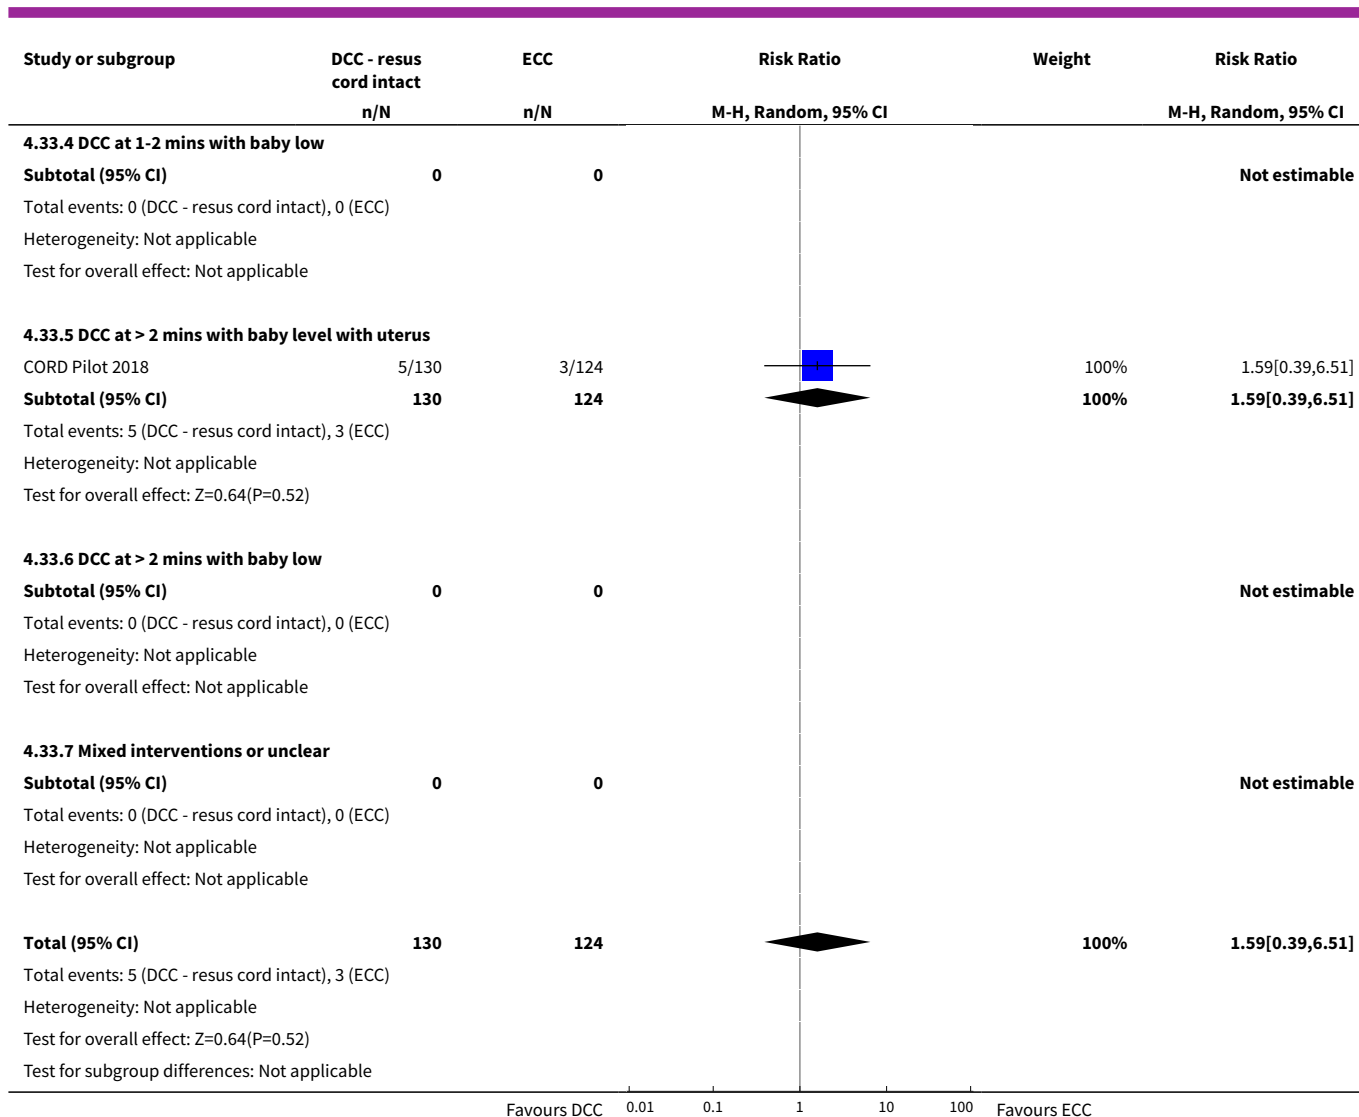 Study or subgroup DCC - resus cord intact ECC Risk Ratio Weight Risk Ratio
n/N n/N M-H, Random, 95% CI M-H, Random, 95% CI
4.33.4 DCC at 1-2 mins with baby low
Subtotal (95% CI) 0 0 Not estimable
Total events: 0 (DCC - resus cord intact), 0 (ECC)
Heterogeneity: Not applicable
Test for overall effect: Not applicable
4.33.5 DCC at > 2 mins with baby level with uterus
CORD Pilot 2018 5/130 3/124 100% 1.59[0.39,6.51]
Subtotal (95% CI) 130 124 100% 1.59[0.39,6.51]
Total events: 5 (DCC - resus cord intact), 3 (ECC)
Heterogeneity: Not applicable
Test for overall effect: Z=0.64(P=0.52)
4.33.6 DCC at > 2 mins with baby low
Subtotal (95% CI) 0 0 Not estimable
Total events: 0 (DCC - resus cord intact), 0 (ECC)
Heterogeneity: Not applicable
Test for overall effect: Not applicable
4.33.7 Mixed interventions or unclear
Subtotal (95% CI) 0 0 Not estimable
Total events: 0 (DCC - resus cord intact), 0 (ECC)
Heterogeneity: Not applicable
Test for overall effect: Not applicable
Total (95% CI) 130 124 100% 1.59[0.39,6.51]
Total events: 5 (DCC - resus cord intact), 3 (ECC)
Heterogeneity: Not applicable
Test for overall effect: Z=0.64(P=0.52)
Test for subgroup differences: Not applicable
Favours DCC 0.01 0.1 1 10 100 Favours ECC